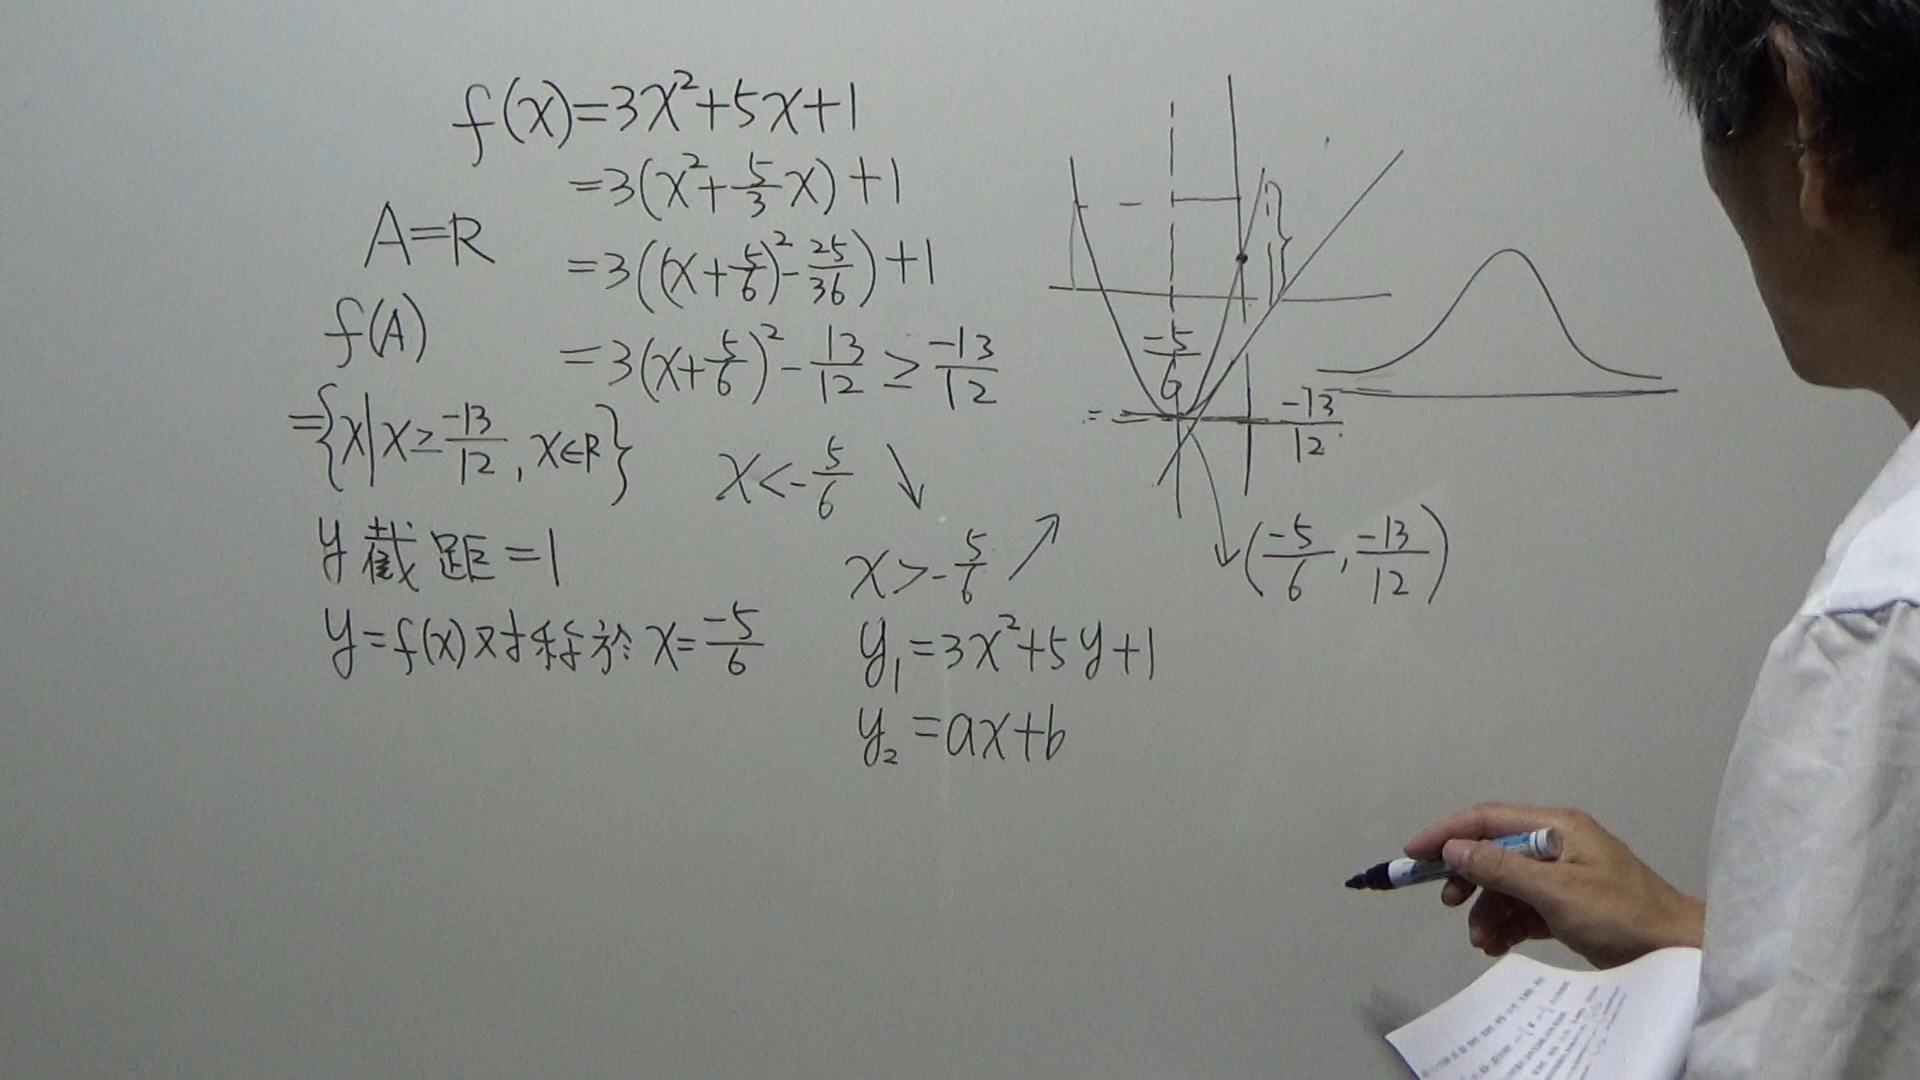 f(x)=3x²+5x+1
=3(x²+5/3x)+1
A=R
=3((x+5/6)²-25/36)+1
f(A)
=3(x+5/6)²-13/12≥-13/12
={x|x≥-13/12,x∈R}
x<-5/6↘
x>-5/6↗
y截距=1
y=f(x)对称於x=-5/6
y₁=3x²+5y+1
y₂=ax+b
-5/6
-13/12
(-5/6,-13/12)